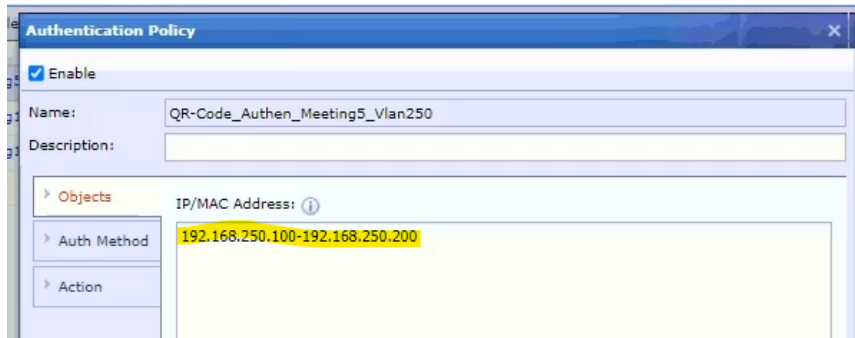 Authentication Policy
Enable
Name: QR-Code_Authen_Meeting5_Vlan250
Description:
Objects
IP/MAC Address:
192.168.250.100-192.168.250.200
Auth Method
Action